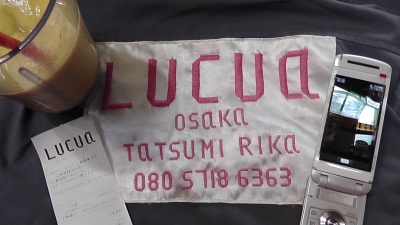 LUCUA
OSAKA
TATSUMI RIKA
080 5718 6363
LUCUA